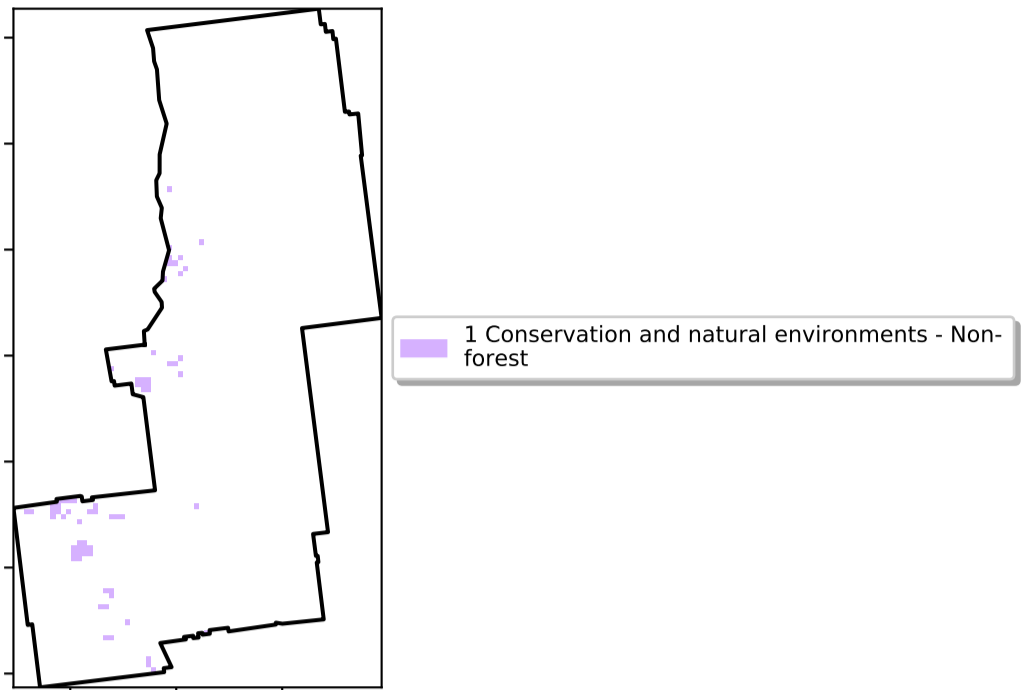 1 Conservation and natural environments - Non-
forest